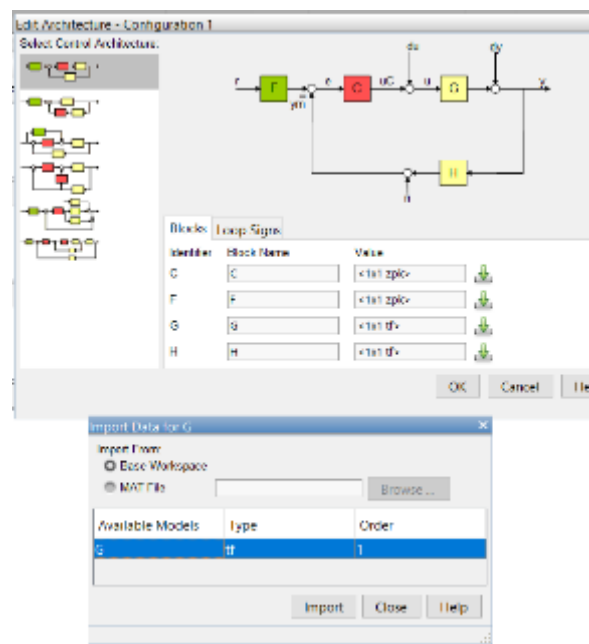 Edit Architecture - Configuration 1
Select Control Architecture:
du dy
r F e C uC u G y
ym
H
n
Blocks Loop Signs
Identifier Block Name Value
C C <1x1 zpk>
F F <1x1 zpk>
G G <1x1 tf>
H H <1x1 tf>
OK Cancel He
Import Data for G
Import From:
Base Workspace
MAT File Browse ...
Available Models Type Order
G tf 1
Import Close Help